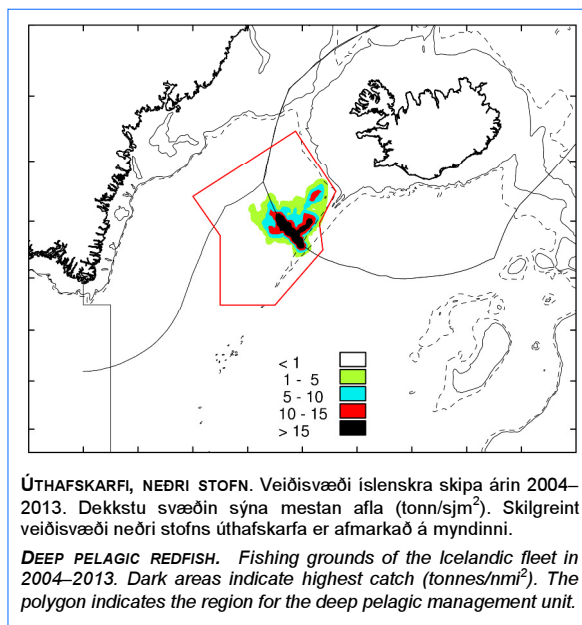 < 1
1 - 5
5 - 10
10 - 15
> 15
ÚTHAFSKARFI, NEÐRI STOFN. Veiðisvæði íslenskra skipa árin 2004–
2013. Dekkstu svæðin sýna mestan afla (tonn/sjm²). Skilgreint
veiðisvæði neðri stofns úthafskarfa er afmarkað á myndinni.
DEEP PELAGIC REDFISH. Fishing grounds of the Icelandic fleet in
2004–2013. Dark areas indicate highest catch (tonnes/nmi²). The
polygon indicates the region for the deep pelagic management unit.